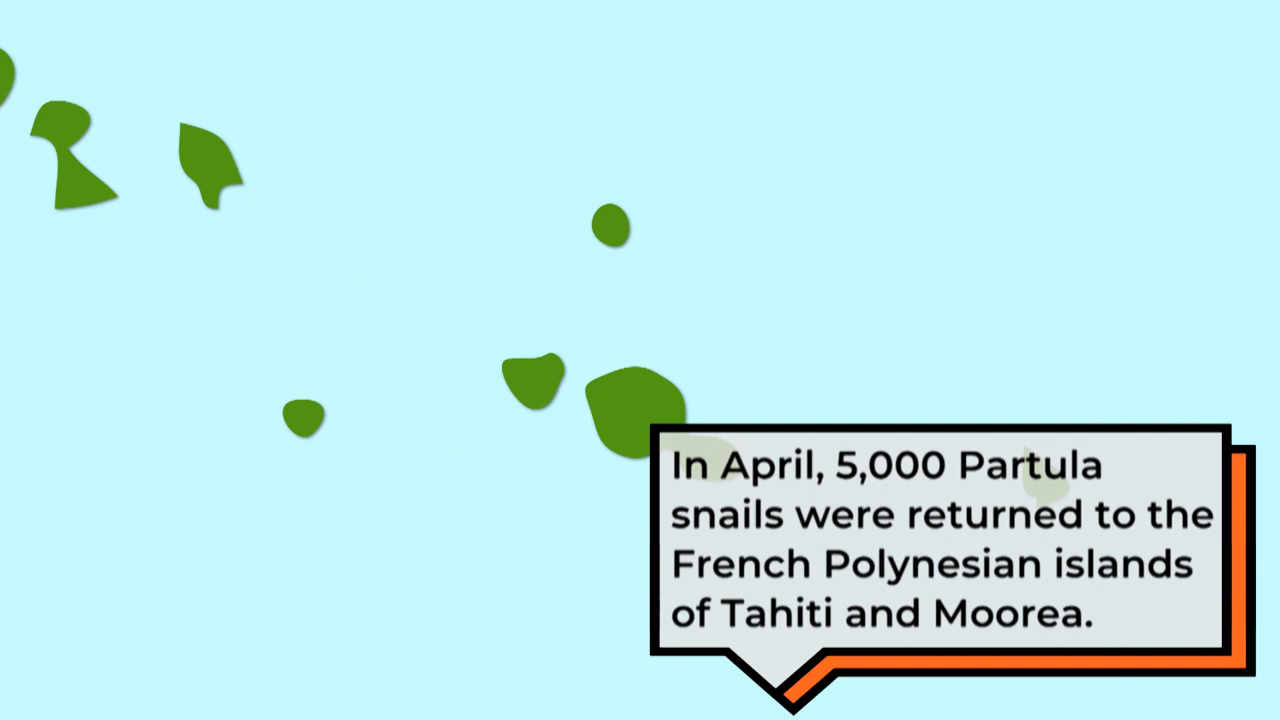 In April, 5,000 Partula
snails were returned to the
French Polynesian islands
of Tahiti and Moorea.